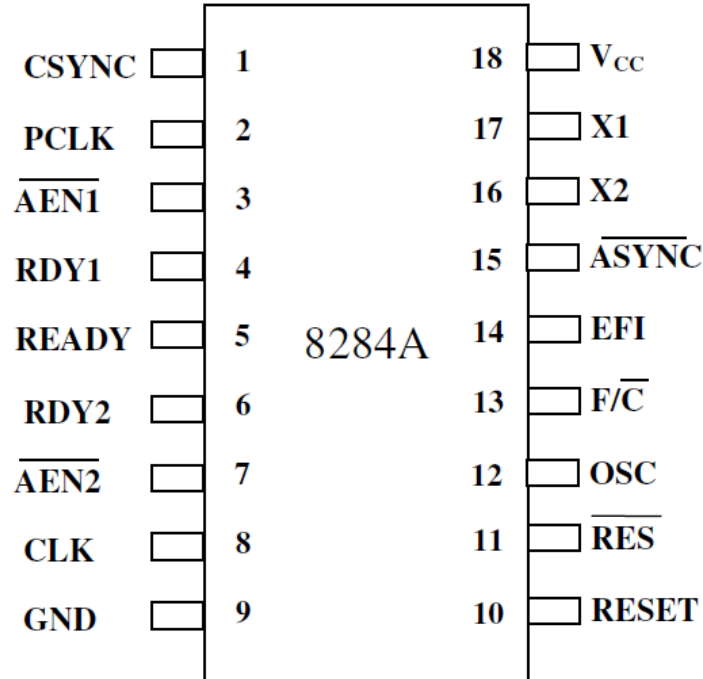 CSYNC 1 18 VCC
PCLK 2 17 X1
AEN1 3 16 X2
RDY1 4 15 ASYNC
READY 5 8284A 14 EFI
RDY2 6 13 F/C
AEN2 7 12 OSC
CLK 8 11 RES
GND 9 10 RESET